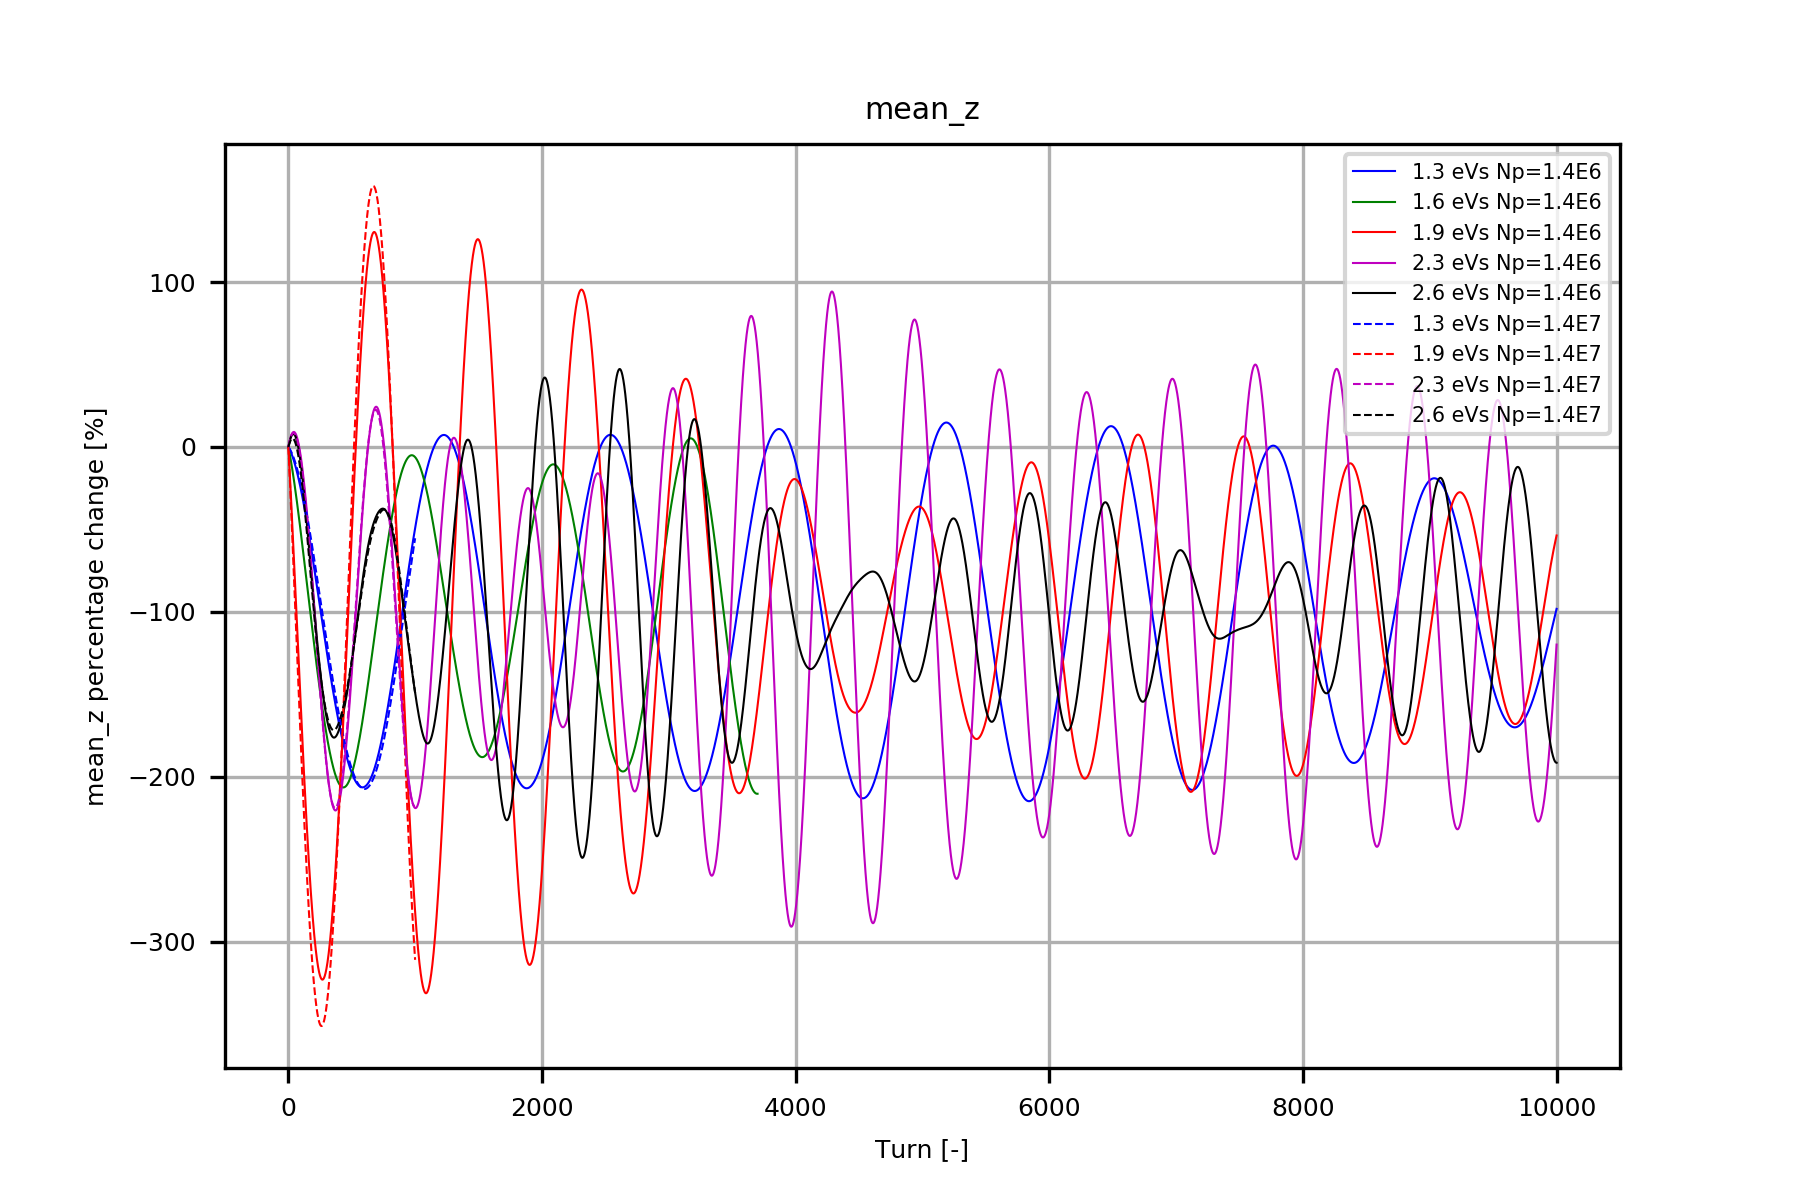 mean_z
mean_z percentage change [%]
100
0
−100
−200
−300
1.3 eVs Np=1.4E6
1.6 eVs Np=1.4E6
1.9 eVs Np=1.4E6
2.3 eVs Np=1.4E6
2.6 eVs Np=1.4E6
1.3 eVs Np=1.4E7
1.9 eVs Np=1.4E7
2.3 eVs Np=1.4E7
2.6 eVs Np=1.4E7
0 2000 4000 6000 8000 10000
Turn [-]